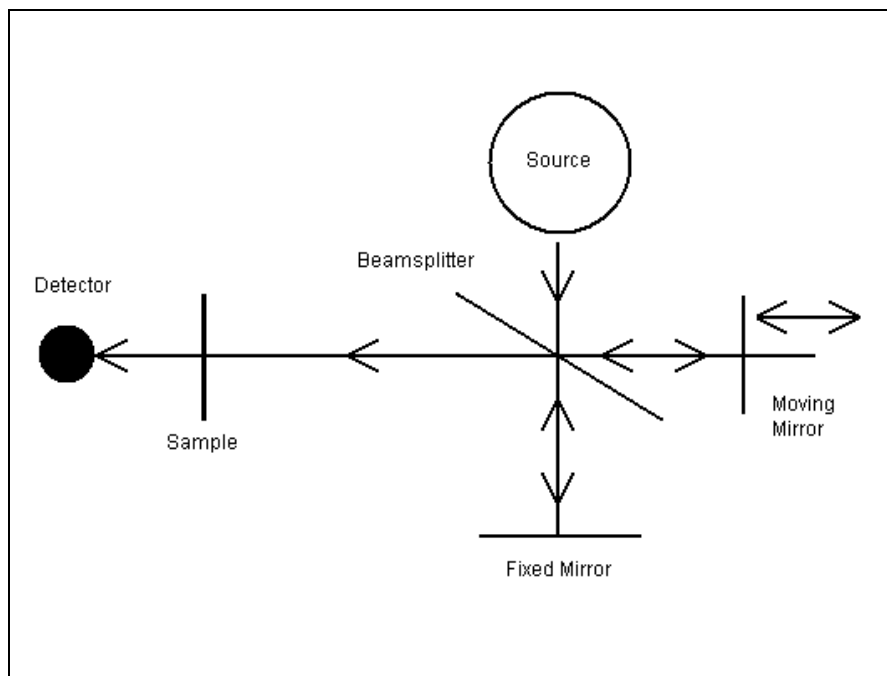 Source
Beamsplitter
Detector
Moving
Mirror
Sample
Fixed Mirror